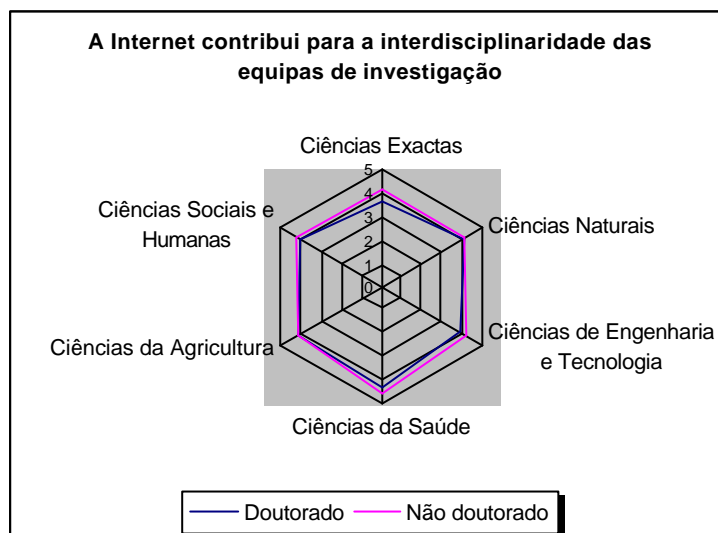 A Internet contribui para a interdisciplinaridade das
equipas de investigação
Ciências Exactas
5
4
3
2
1
0
Ciências Naturais
Ciências de Engenharia
e Tecnologia
Ciências da Saúde
Ciências da Agricultura
Ciências Sociais e
Humanas
Doutorado
Não doutorado